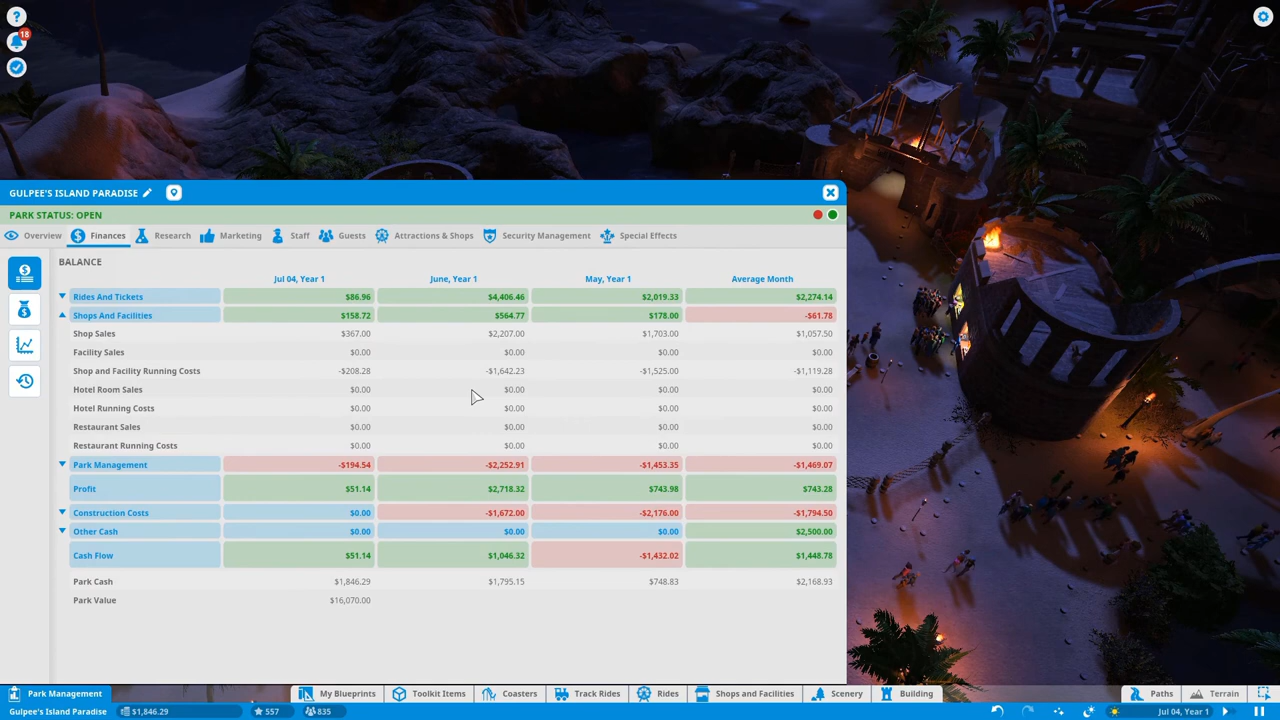 ?
18
GULPEE'S ISLAND PARADISE
PARK STATUS: OPEN
Overview Finances Research Marketing Staff Guests Attractions & Shops Security Management Special Effects
BALANCE
Jul 04, Year 1 June, Year 1 May, Year 1 Average Month
Rides And Tickets $86.96 $4,406.46 $2,019.33 $2,274.14
Shops And Facilities $158.72 $564.77 $178.00 -$61.78
Shop Sales $367.00 $2,207.00 $1,703.00 $1,057.50
Facility Sales $0.00 $0.00 $0.00 $0.00
Shop and Facility Running Costs -$208.28 -$1,642.23 -$1,525.00 -$1,119.28
Hotel Room Sales $0.00 $0.00 $0.00 $0.00
Hotel Running Costs $0.00 $0.00 $0.00 $0.00
Restaurant Sales $0.00 $0.00 $0.00 $0.00
Restaurant Running Costs $0.00 $0.00 $0.00 $0.00
Park Management -$194.54 -$2,252.91 -$1,453.35 -$1,469.07
Profit $51.14 $2,718.32 $743.98 $743.28
Construction Costs $0.00 -$1,672.00 -$2,176.00 -$1,794.50
Other Cash $0.00 $0.00 $0.00 $2,500.00
Cash Flow $51.14 $1,046.32 -$1,432.02 $1,448.78
Park Cash $1,846.29 $1,795.15 $748.83 $2,168.93
Park Value $16,070.00
Park Management My Blueprints Toolkit Items Coasters Track Rides Rides Shops and Facilities Scenery Building Paths Terrain
Gulpee's Island Paradise $1,846.29 557 835 Jul 04, Year 1